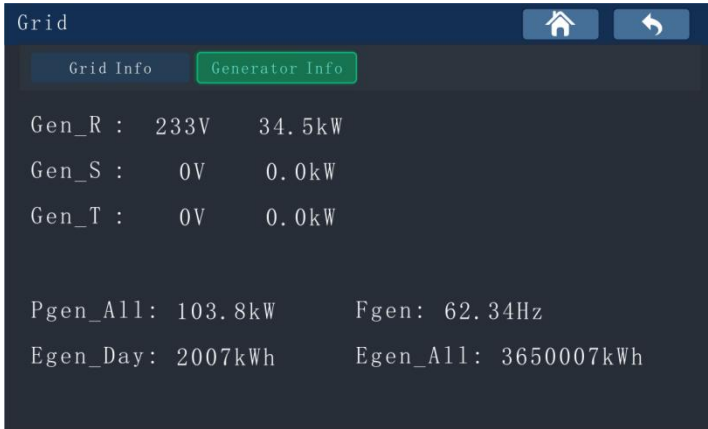 Grid
Grid Info Generator Info
Gen_R : 233V 34.5kW
Gen_S : 0V 0.0kW
Gen_T : 0V 0.0kW
Pgen_All: 103.8kW Fgen: 62.34Hz
Egen_Day: 2007kWh Egen_All: 3650007kWh